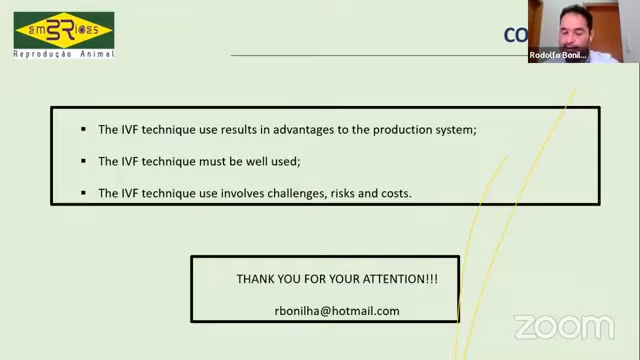 EMBRIOES
3R
Reprodução Animal
CO
Rodolfo Bonil...
▪ The IVF technique use results in advantages to the production system;
▪ The IVF technique must be well used;
▪ The IVF technique use involves challenges, risks and costs.
THANK YOU FOR YOUR ATTENTION!!!
rbonilha@hotmail.com
zoom